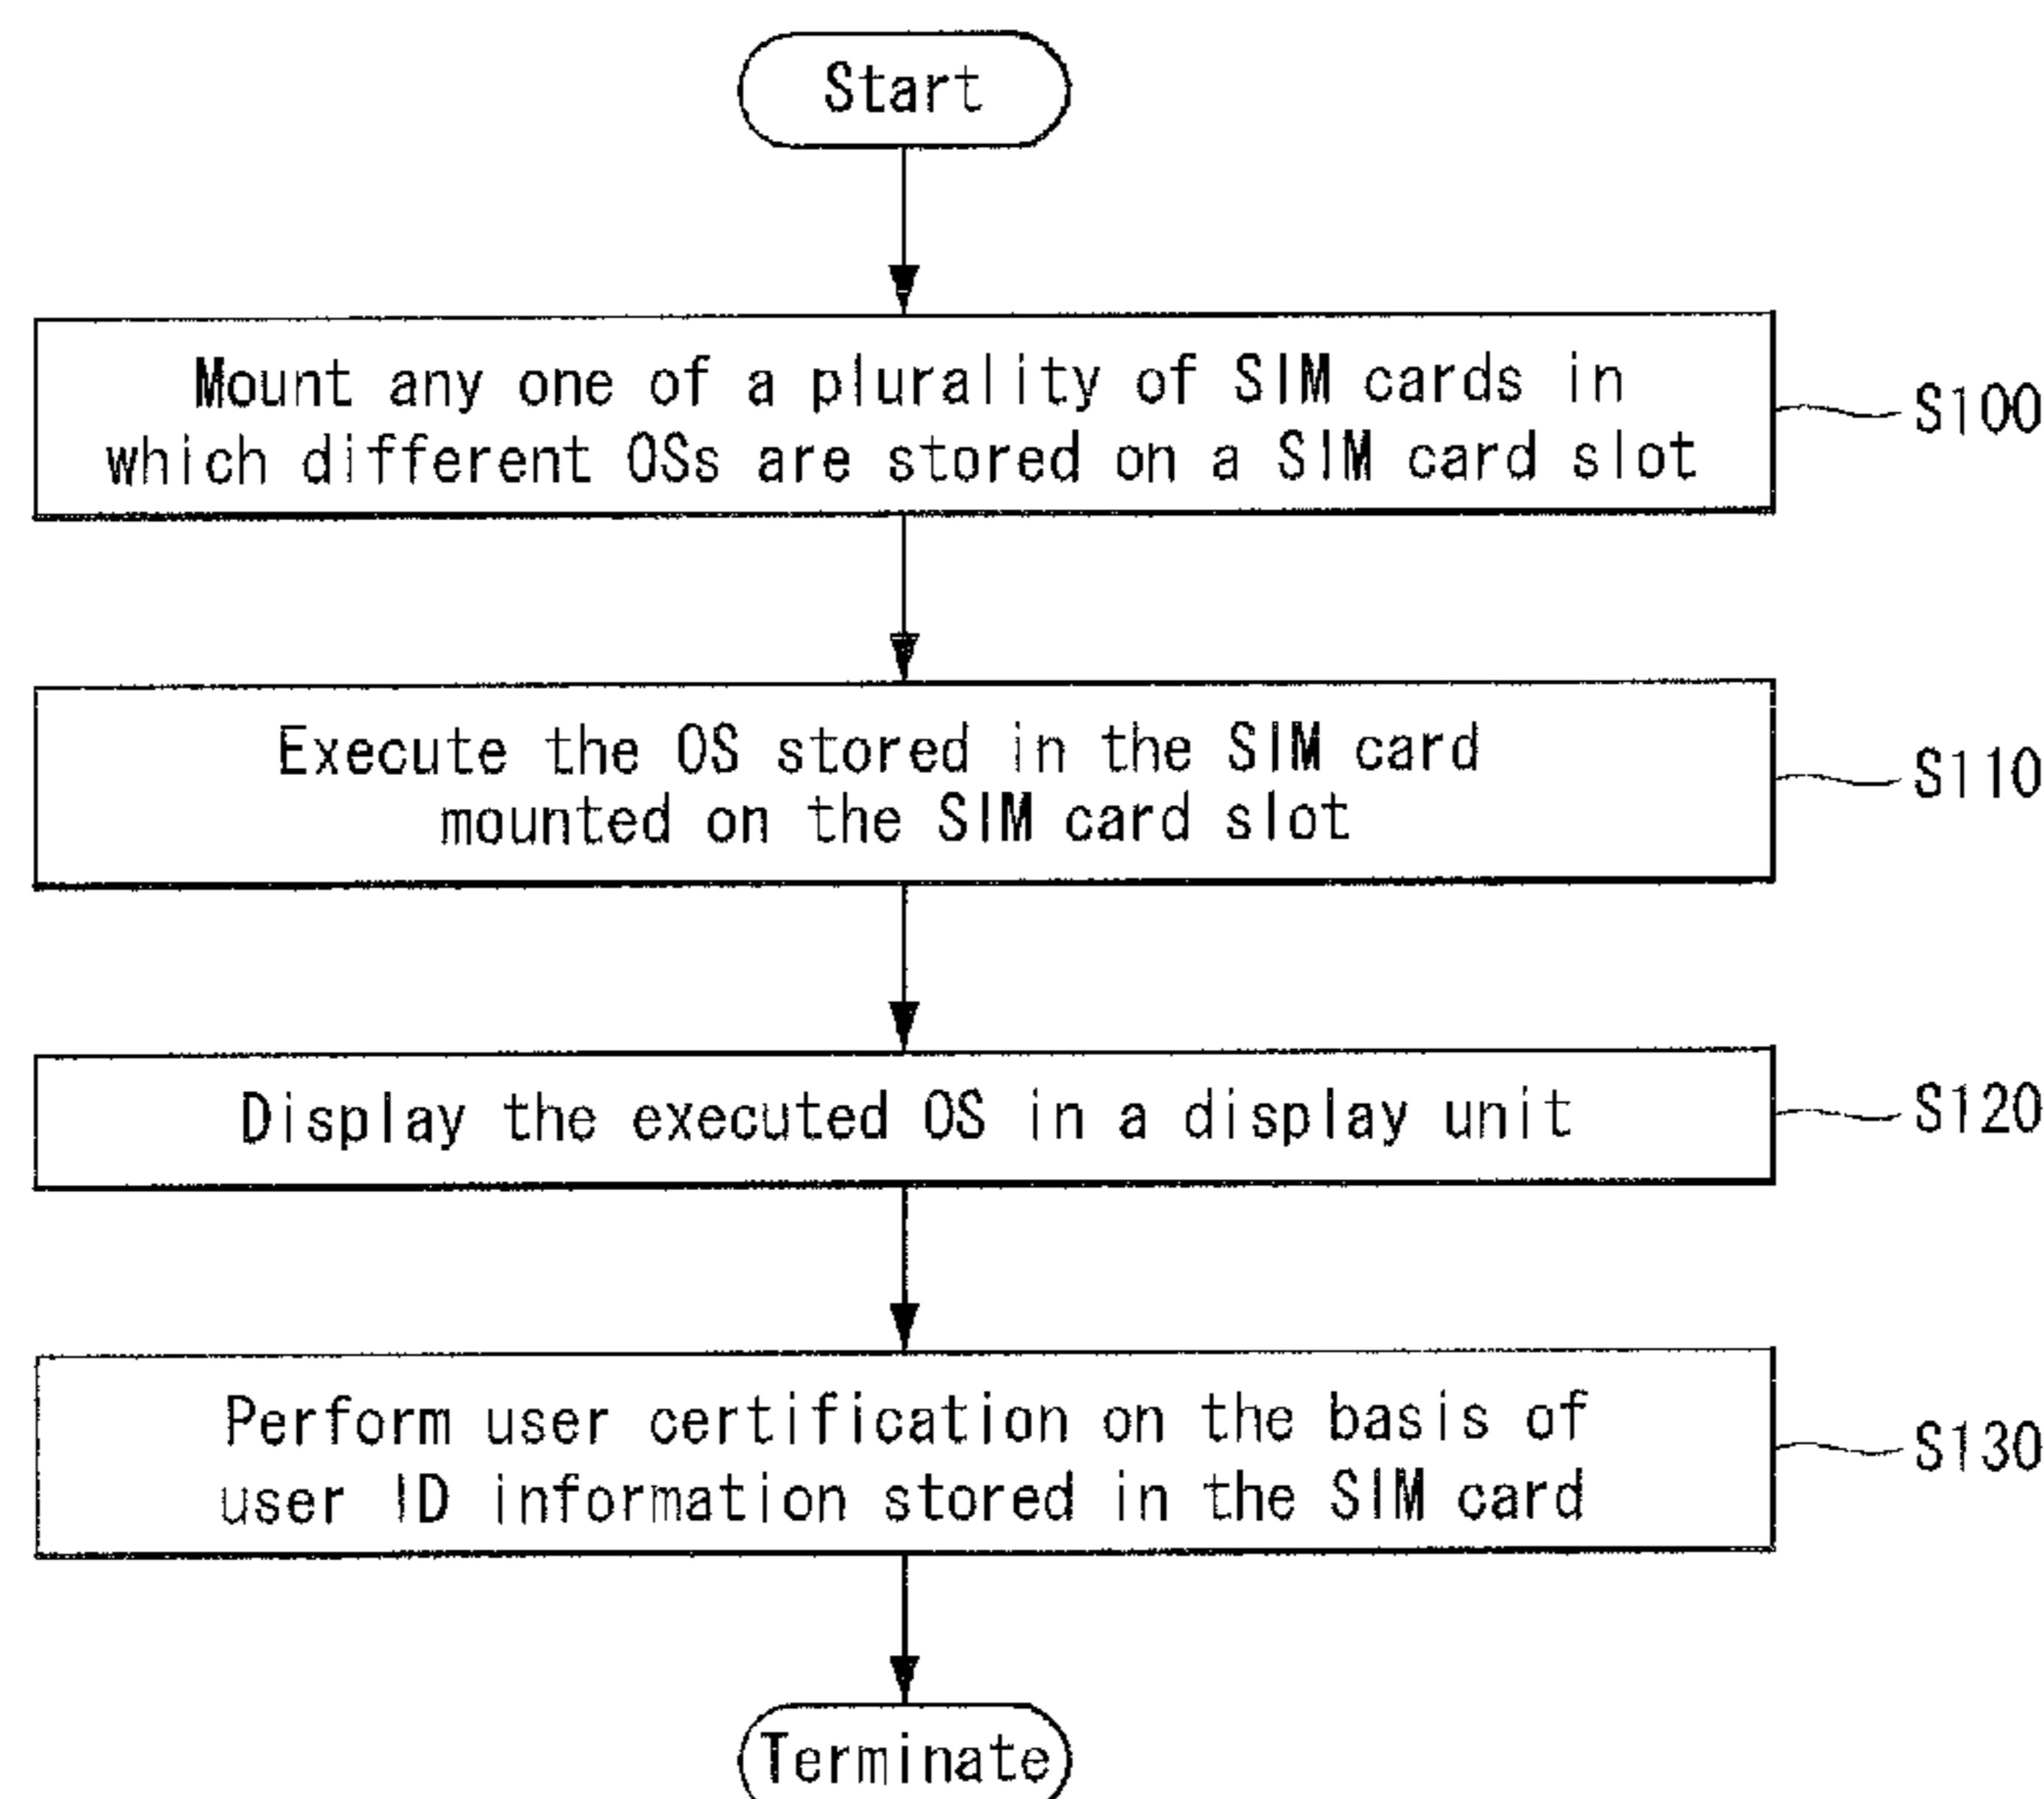 Start
Mount any one of a plurality of SIM cards in
which different OSs are stored on a SIM card slot
S100
Execute the OS stored in the SIM card
mounted on the SIM card slot
S110
Display the executed OS in a display unit
S120
Perform user certification on the basis of
user ID information stored in the SIM card
S130
Terminate